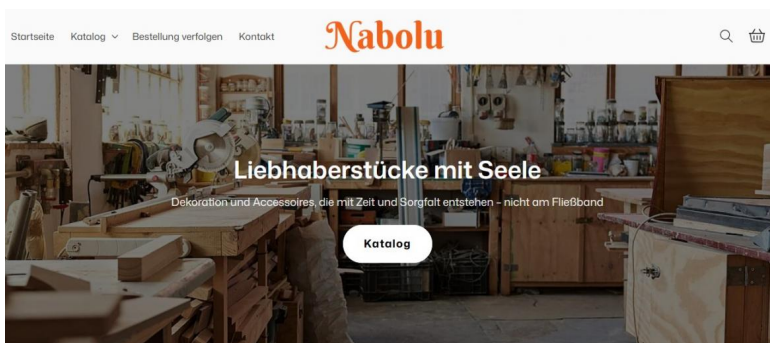 Startseite Katalog Bestellung verfolgen Kontakt
Nabolu
Liebhaberstücke mit Seele
Dekoration und Accessoires, die mit Zeit und Sorgfalt entstehen – nicht am Fließband
Katalog